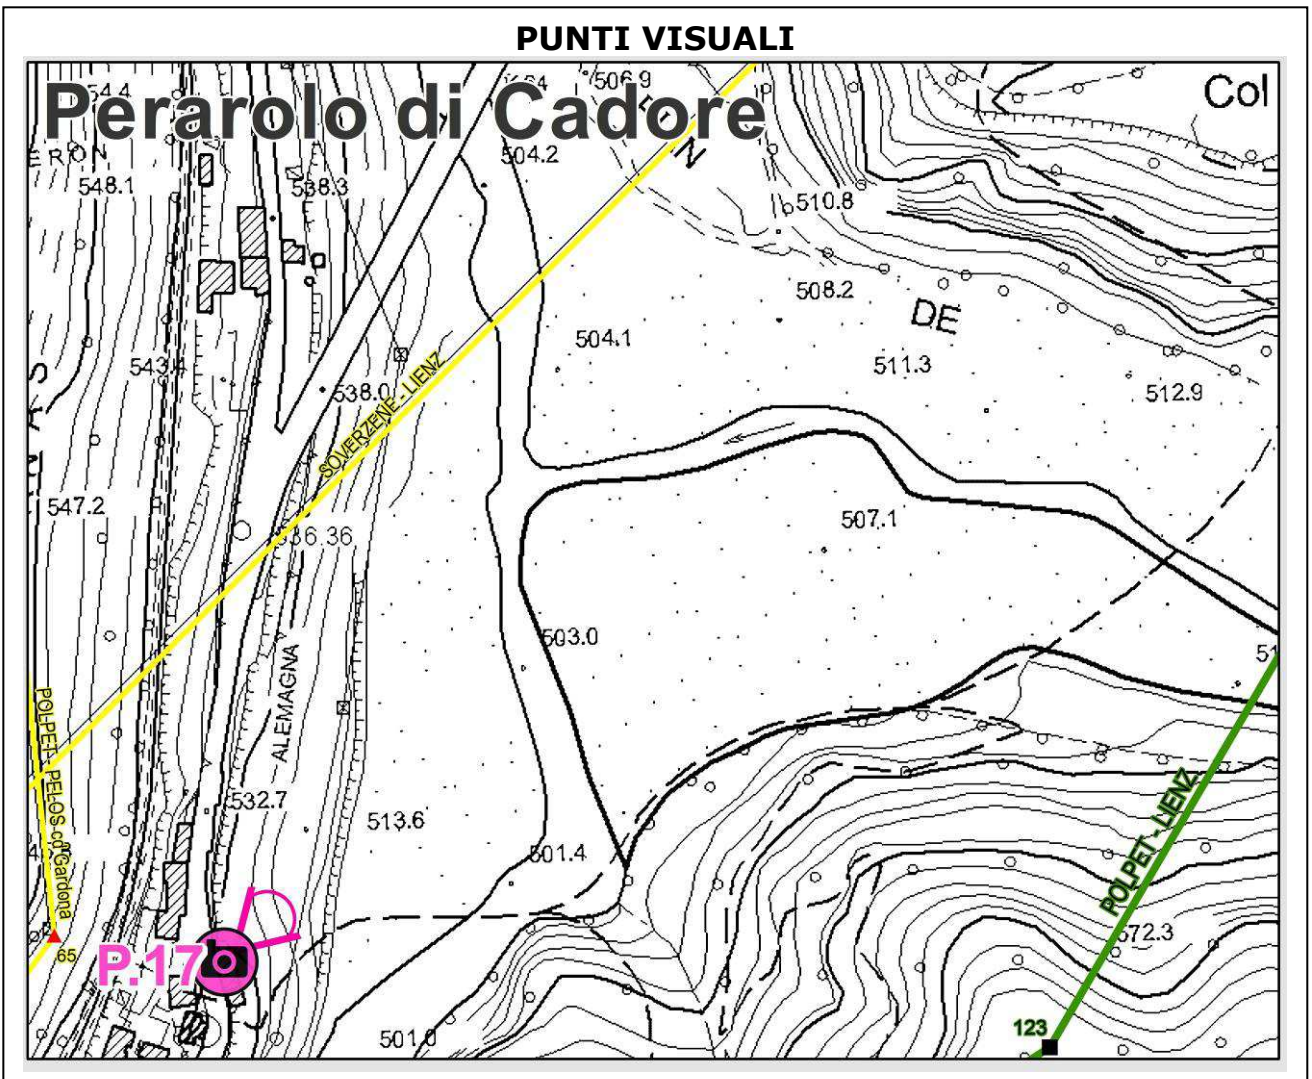 PUNTI VISUALI
Perarolo di Cadore
Col
506.9
504.2
548.1
538.3
510.8
508.2
DE
504.1
543.4
511.3
538.0
512.9
SOVERZENE - LIENZ
547.2
507.1
536.36
503.0
ALEMAGNA
POLPET - PELOS cd Gardona
532.7
513.6
501.4
POLPET - LIENZ
572.3
65
P.17
501.0
123